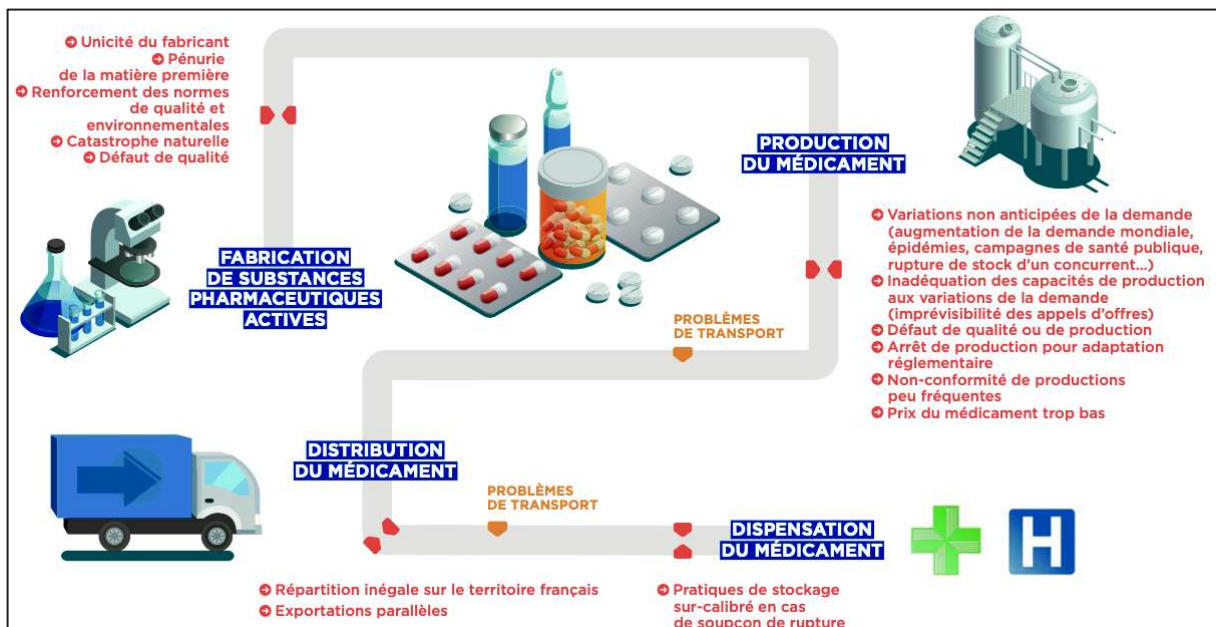 Unicité du fabricant
Pénurie
de la matière première
Renforcement des normes
de qualité et
environnementales
Catastrophe naturelle
Défaut de qualité
FABRICATION
DE SUBSTANCES
PHARMACEUTIQUES
ACTIVES
PRODUCTION
DU MÉDICAMENT
Variations non anticipées de la demande
(augmentation de la demande mondiale,
épidémies, campagnes de santé publique,
rupture de stock d’un concurrent...)
Inadéquation des capacités de production
aux variations de la demande
(imprévisibilité des appels d’offres)
Défaut de qualité ou de production
Arrêt de production pour adaptation
réglementaire
Non-conformité de productions
peu fréquentes
Prix du médicament trop bas
PROBLÈMES
DE TRANSPORT
DISTRIBUTION
DU MÉDICAMENT
PROBLÈMES
DE TRANSPORT
Répartition inégale sur le territoire français
Exportations parallèles
DISPENSATION
DU MÉDICAMENT
H
Pratiques de stockage
sur-calibré en cas
de soupçon de rupture